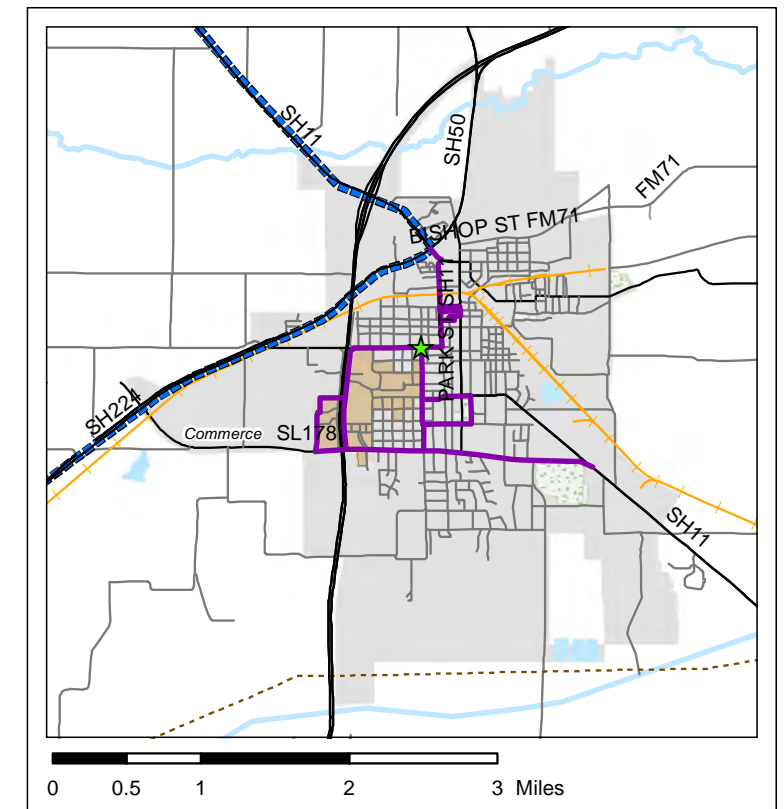 SH11
SH50
FM71
BISHOP ST FM71
PARK ST SH11
SH224
Commerce
SL178
SH11
0 0.5 1 2 3 Miles